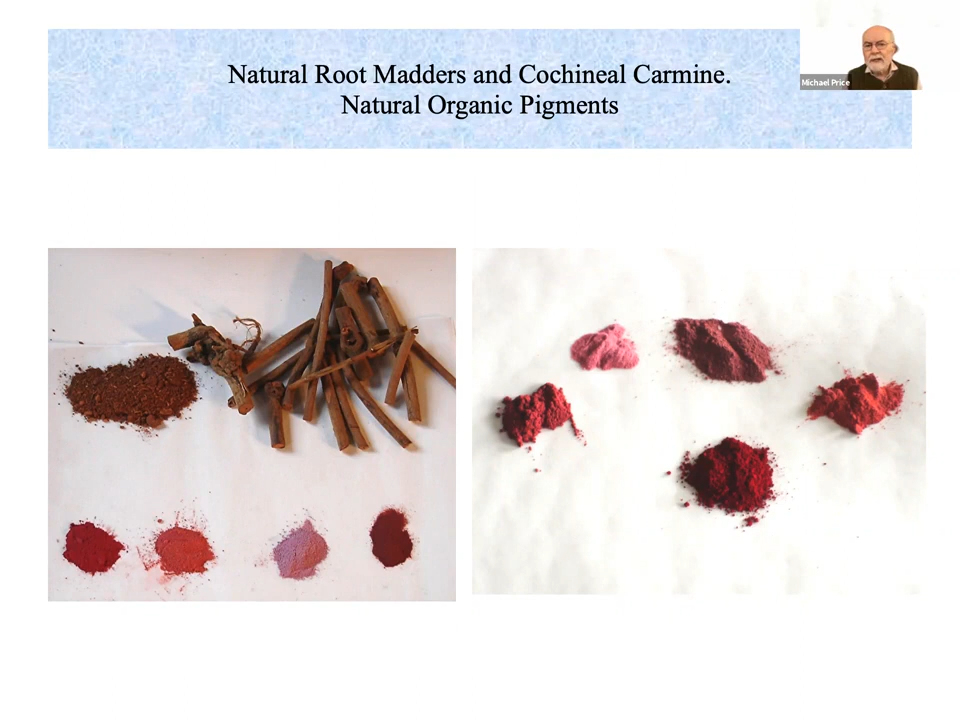 Natural Root Madders and Cochineal Carmine.
Natural Organic Pigments
Michael Price